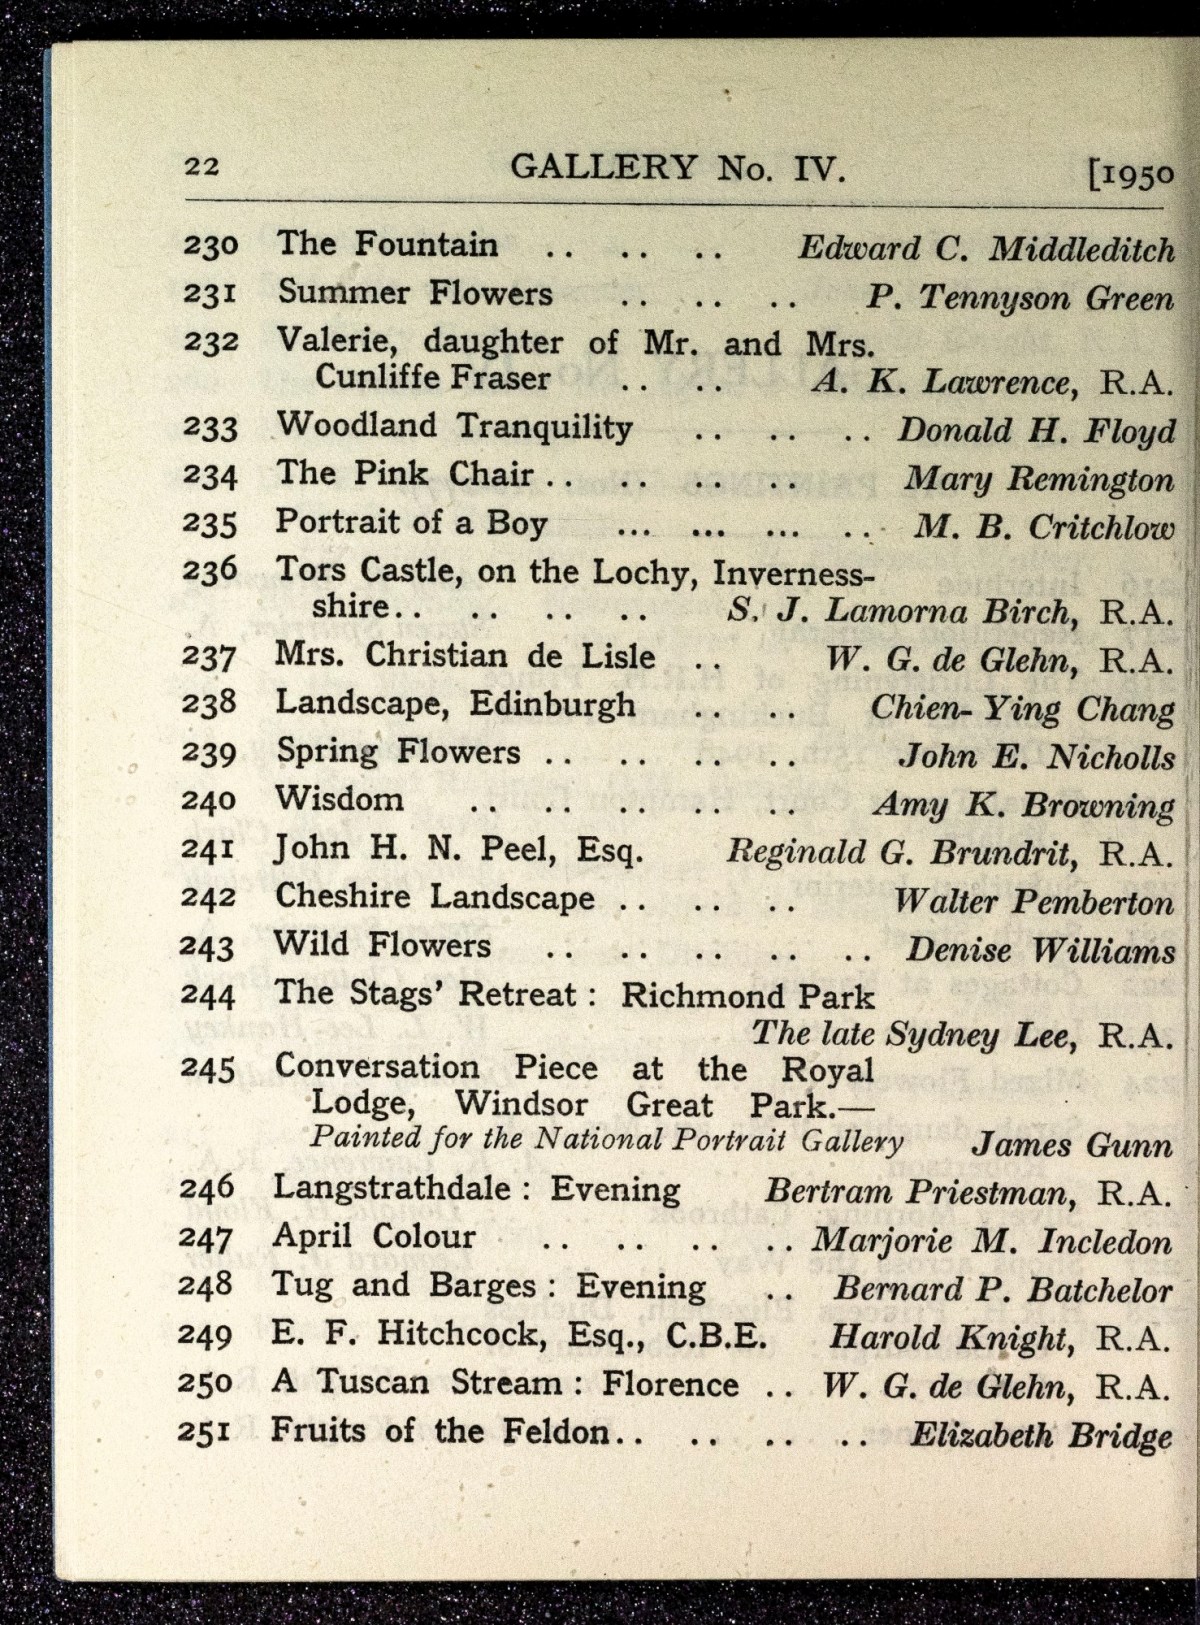 22 GALLERY No. IV. [1950
230 The Fountain .. .. .. Edward C. Middleditch
231 Summer Flowers .. .. .. P. Tennyson Green
232 Valerie, daughter of Mr. and Mrs.
Cunliffe Fraser .. .. A. K. Lawrence, R.A.
233 Woodland Tranquility .. .. .. Donald H. Floyd
234 The Pink Chair .. .. .. .. Mary Remington
235 Portrait of a Boy ... ... ... .. M. B. Critchlow
236 Tors Castle, on the Lochy, Inverness-
shire .. .. .. .. S. J. Lamorna Birch, R.A.
237 Mrs. Christian de Lisle .. W. G. de Glehn, R.A.
238 Landscape, Edinburgh .. .. Chien-Ying Chang
239 Spring Flowers .. .. .. .. John E. Nicholls
240 Wisdom .. .. .. .. .. Amy K. Browning
241 John H. N. Peel, Esq. Reginald G. Brundrit, R.A.
242 Cheshire Landscape .. .. .. Walter Pemberton
243 Wild Flowers .. .. .. .. .. Denise Williams
244 The Stags' Retreat : Richmond Park
The late Sydney Lee, R.A.
245 Conversation Piece at the Royal
Lodge, Windsor Great Park.—
Painted for the National Portrait Gallery James Gunn
246 Langstrathdale : Evening Bertram Priestman, R.A.
247 April Colour .. .. .. .. Marjorie M. Incledon
248 Tug and Barges : Evening .. Bernard P. Batchelor
249 E. F. Hitchcock, Esq., C.B.E. Harold Knight, R.A.
250 A Tuscan Stream : Florence .. W. G. de Glehn, R.A.
251 Fruits of the Feldon .. .. .. .. Elizabeth Bridge